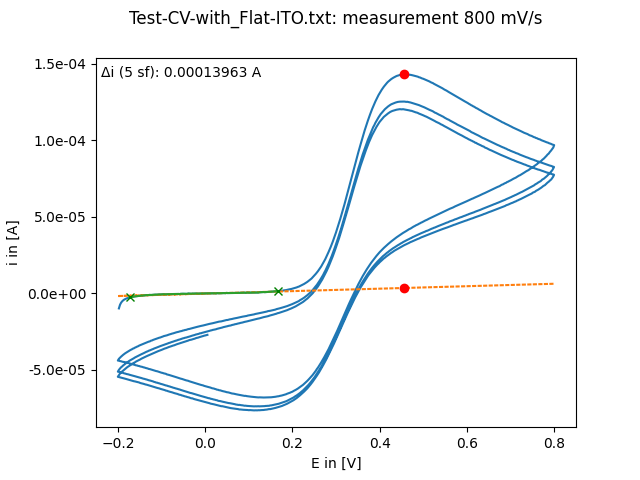 Test-CV-with_Flat-ITO.txt: measurement 800 mV/s
Δi (5 sf): 0.00013963 A
1.5e-04
1.0e-04
5.0e-05
0.0e+00
-5.0e-05
i in [A]
−0.2
0.0
0.2
0.4
0.6
0.8
E in [V]